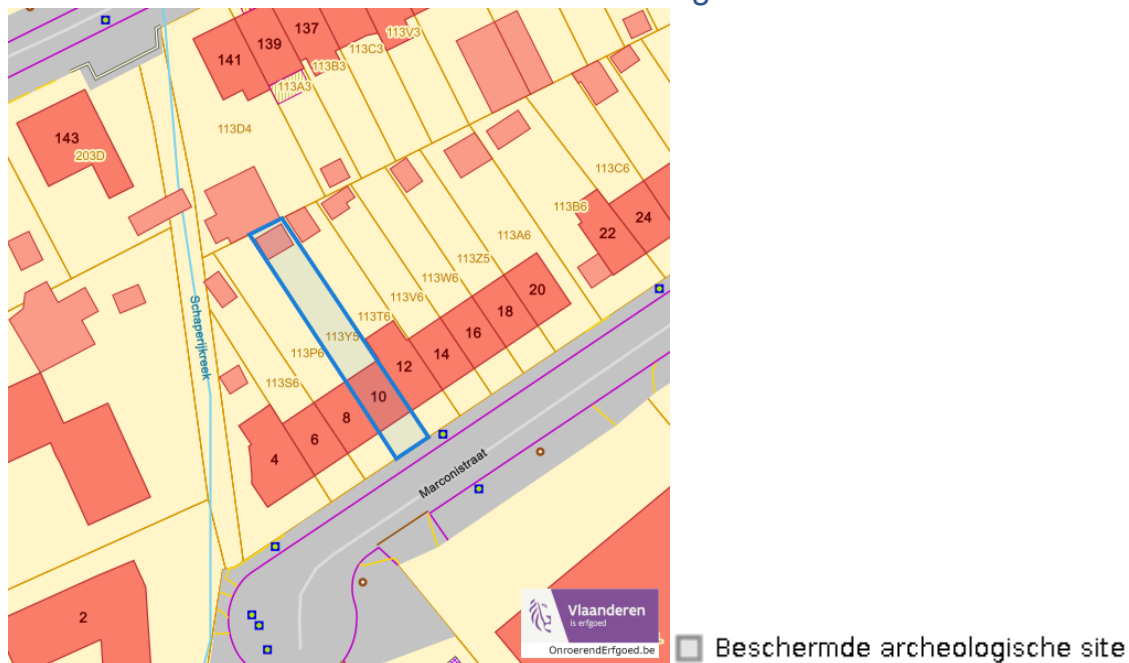 139
137
113V3
141
113C3
113B3
113A3
143
113D4
203D
113C6
113B6
24
22
113A6
113Z5
113W6
20
Schaperijkreek
113V6
18
113T6
16
113Y5
14
113P6
12
113S6
10
8
6
4
Marconistraat
2
Vlaanderen
is erfgoed
OnroerendErfgoed.be
Beschermde archeologische site